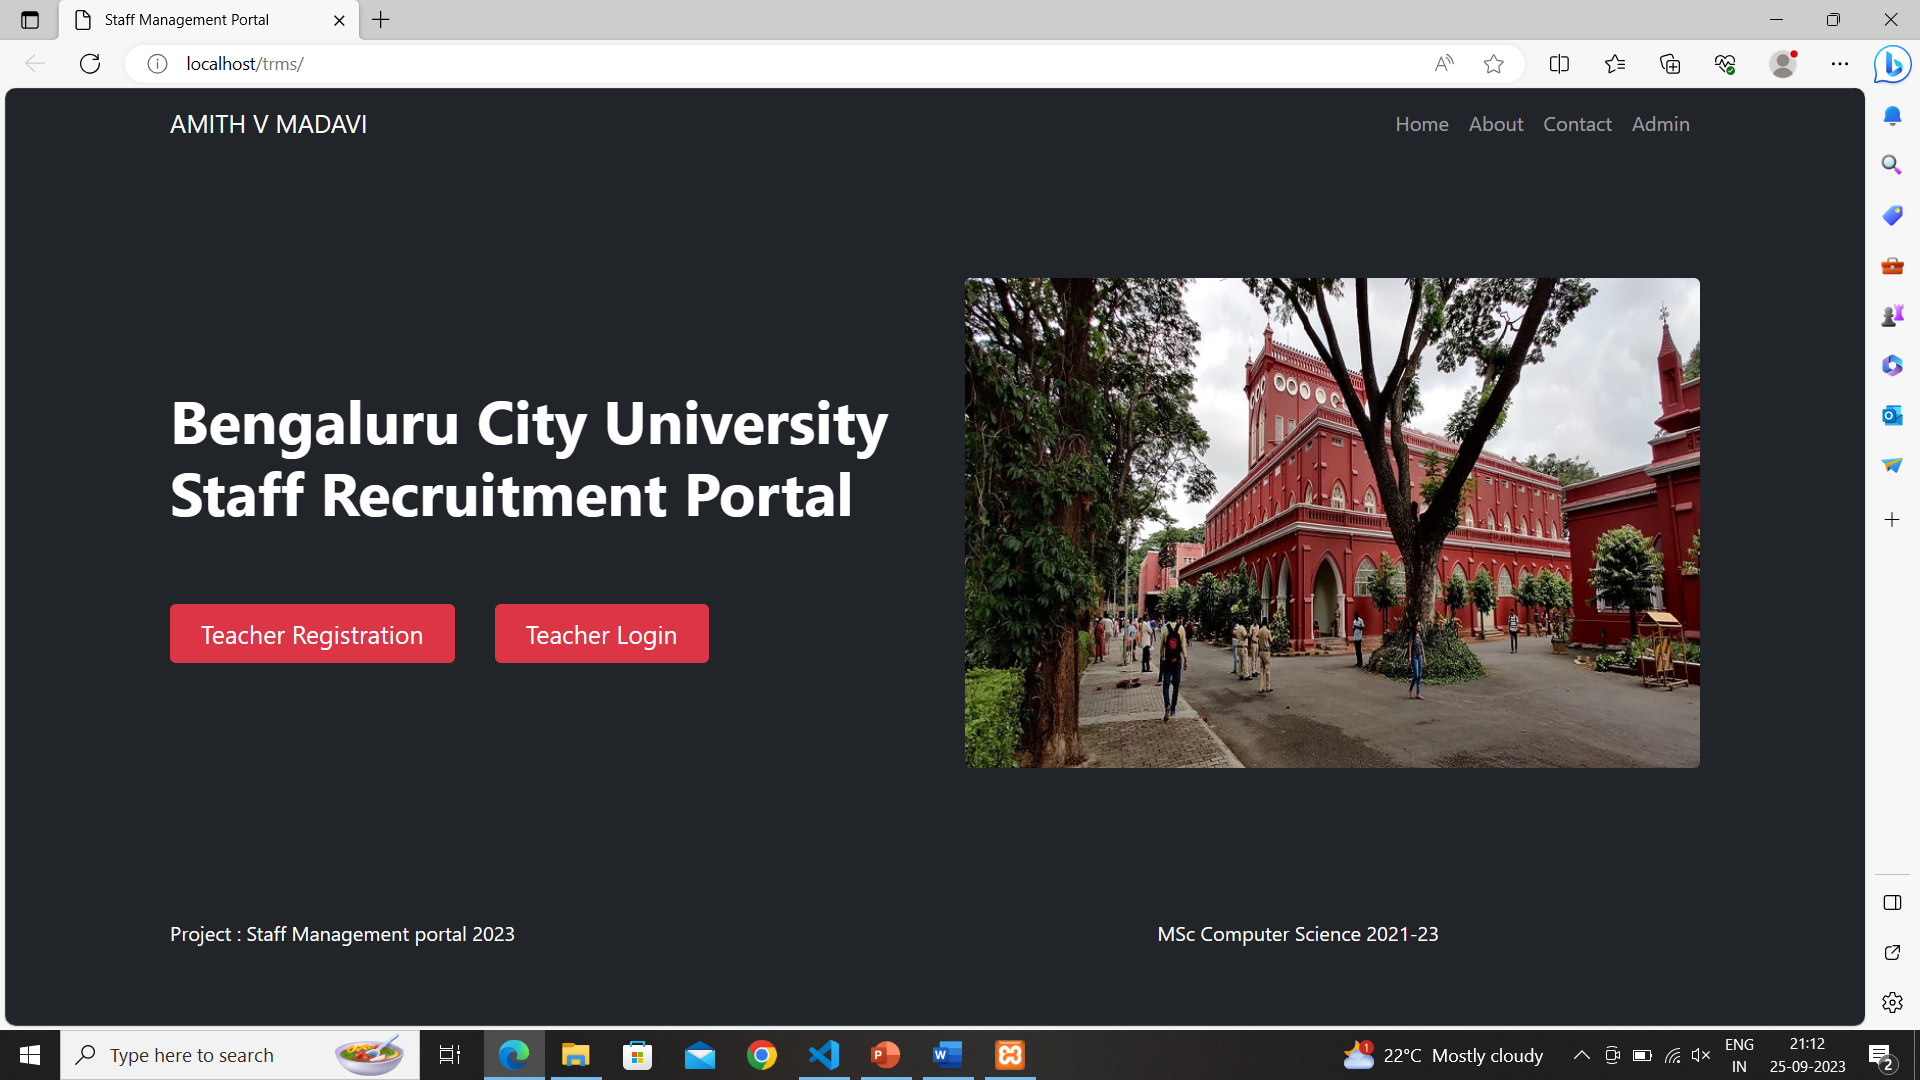 Staff Management Portal
localhost/trms/
AMITH V MADAVI
Home About Contact Admin
Bengaluru City University
Staff Recruitment Portal
Teacher Registration Teacher Login
Project : Staff Management portal 2023
MSc Computer Science 2021-23
Type here to search
1
22°C Mostly cloudy
ENG
IN
21:12
25-09-2023
2